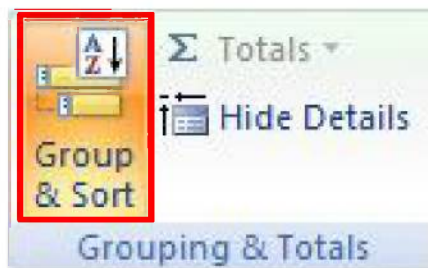 A
Z
Σ Totals
Hide Details
Group
& Sort
Grouping & Totals